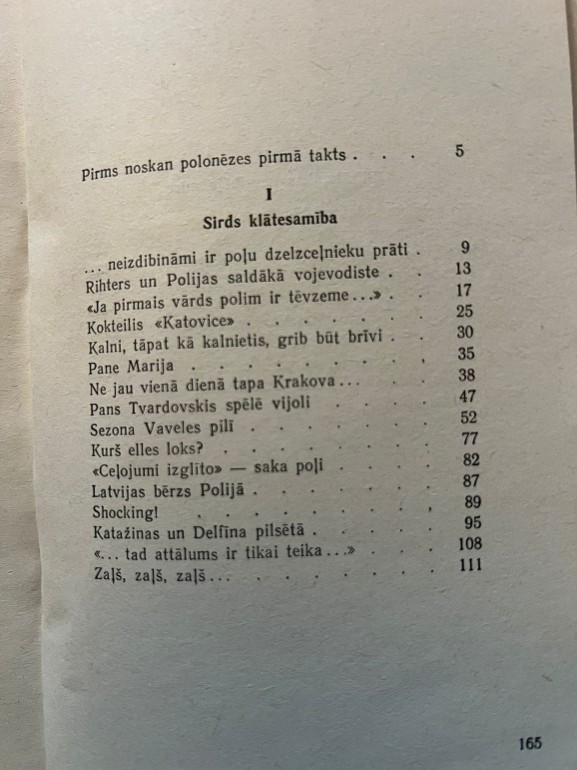 Pirms noskan polonēzes pirmā takts . . . 5
I
Sirds klātesamība
... neizdibināmi ir poļu dzelzceļnieku prāti . 9
Rihters un Polijas saldākā vojevodiste . . 13
«Ja pirmais vārds polim ir tēvzeme...» . . 17
Kokteilis «Katovice» . . . . . . . 25
Kalni, tāpat kā kalnietis, grib būt brīvi . . 30
Pane Marija . . . . . . . . . 35
Ne jau vienā dienā tapa Krakova... . . 38
Pans Tvardovskis spēlē vijoli . . . . 47
Sezona Vaveles pilī . . . . . . . 52
Kurš elles loks? . . . . . . . . 77
«Ceļojumi izglīto» — saka poļi . . . . 82
Latvijas bērzs Polijā . . . . . . . 87
Shocking! . . . . . . . . . 89
Katažinas un Delfīna pilsētā . . . . . 95
«... tad attālums ir tikai teika...» . . . 108
Zaļš, zaļš, zaļš... . . . . . . . 111
165